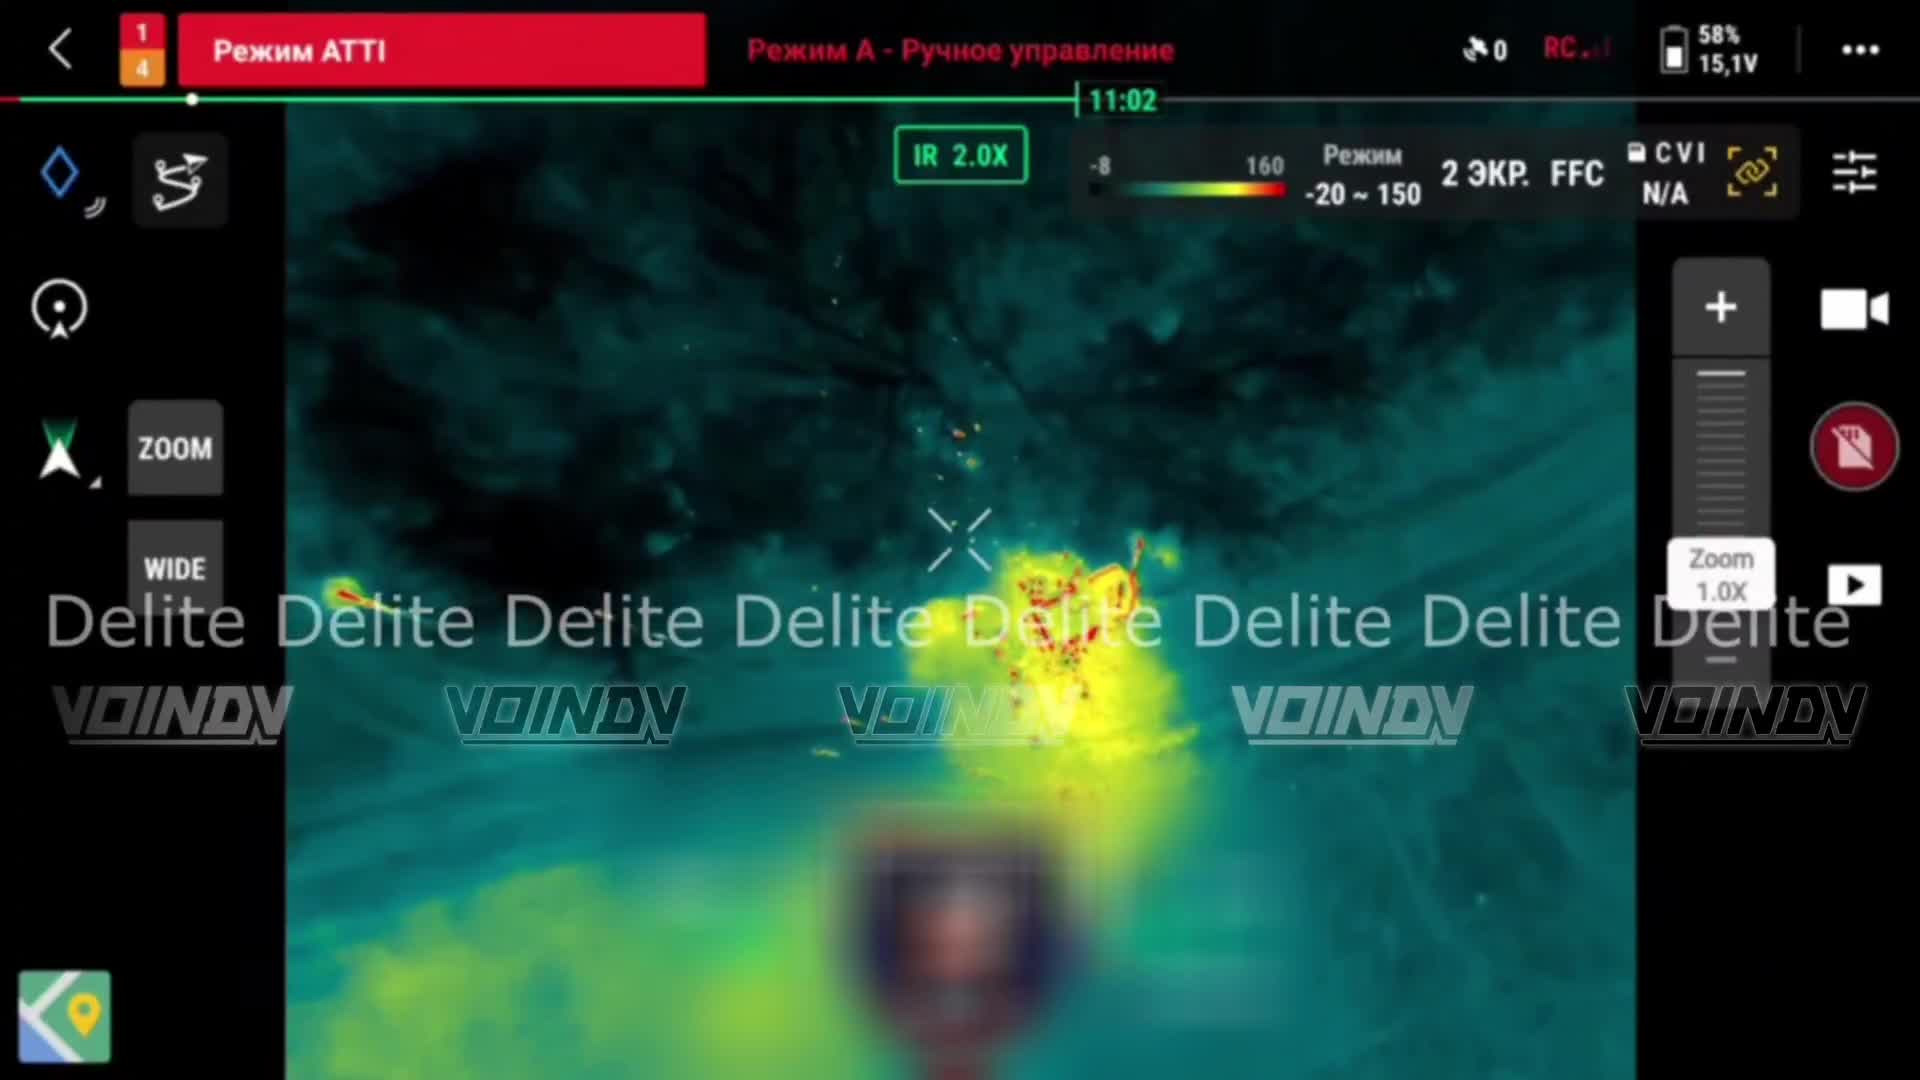 1
4
Режим ATTI
Режим A - Ручное управление
0
RC
58%
15,1V
11:02
IR 2.0X
-8
160
Режим
-20 ~ 150
2 ЭКР.
FFC
CVI
N/A
ZOOM
WIDE
Zoom
1.0X
Delite Delite Delite Delite Delite Delite Delite Delite
VOINDV VOINDV VOINDV VOINDV VOINDV